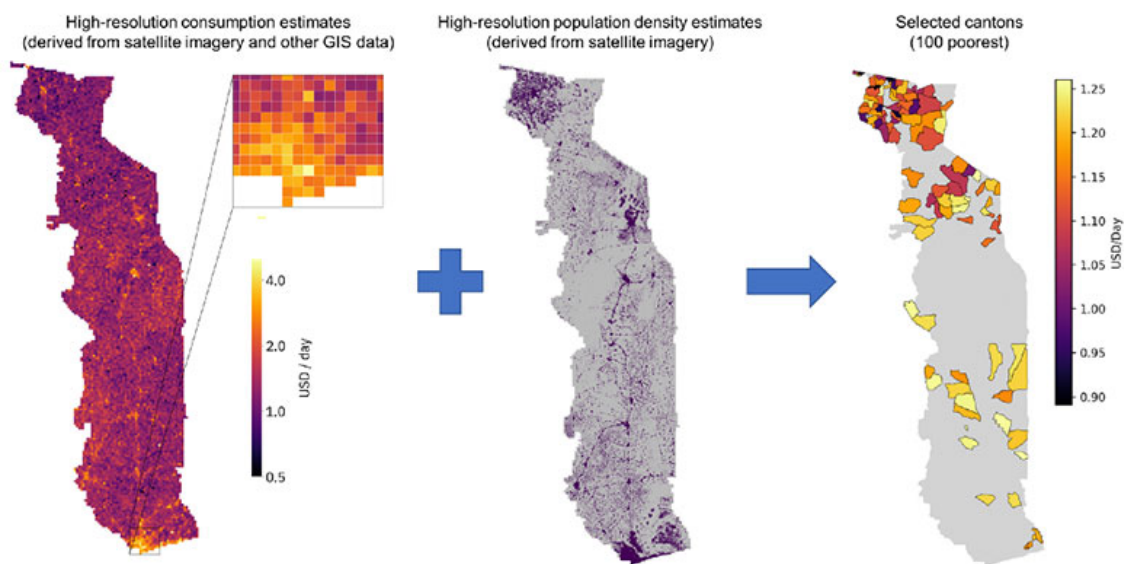 High-resolution consumption estimates
(derived from satellite imagery and other GIS data)
High-resolution population density estimates
(derived from satellite imagery)
Selected cantons
(100 poorest)
4.0
2.0
1.0
0.5
USD / day
1.25
1.20
1.15
1.10
1.05
1.00
0.95
0.90
USD/Day